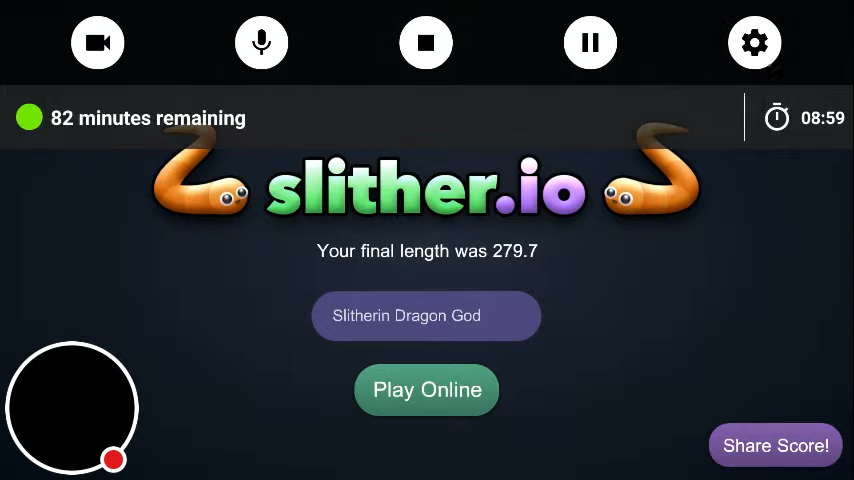 82 minutes remaining
08:59
slither.io
Your final length was 279.7
Slitherin Dragon God
Play Online
Share Score!